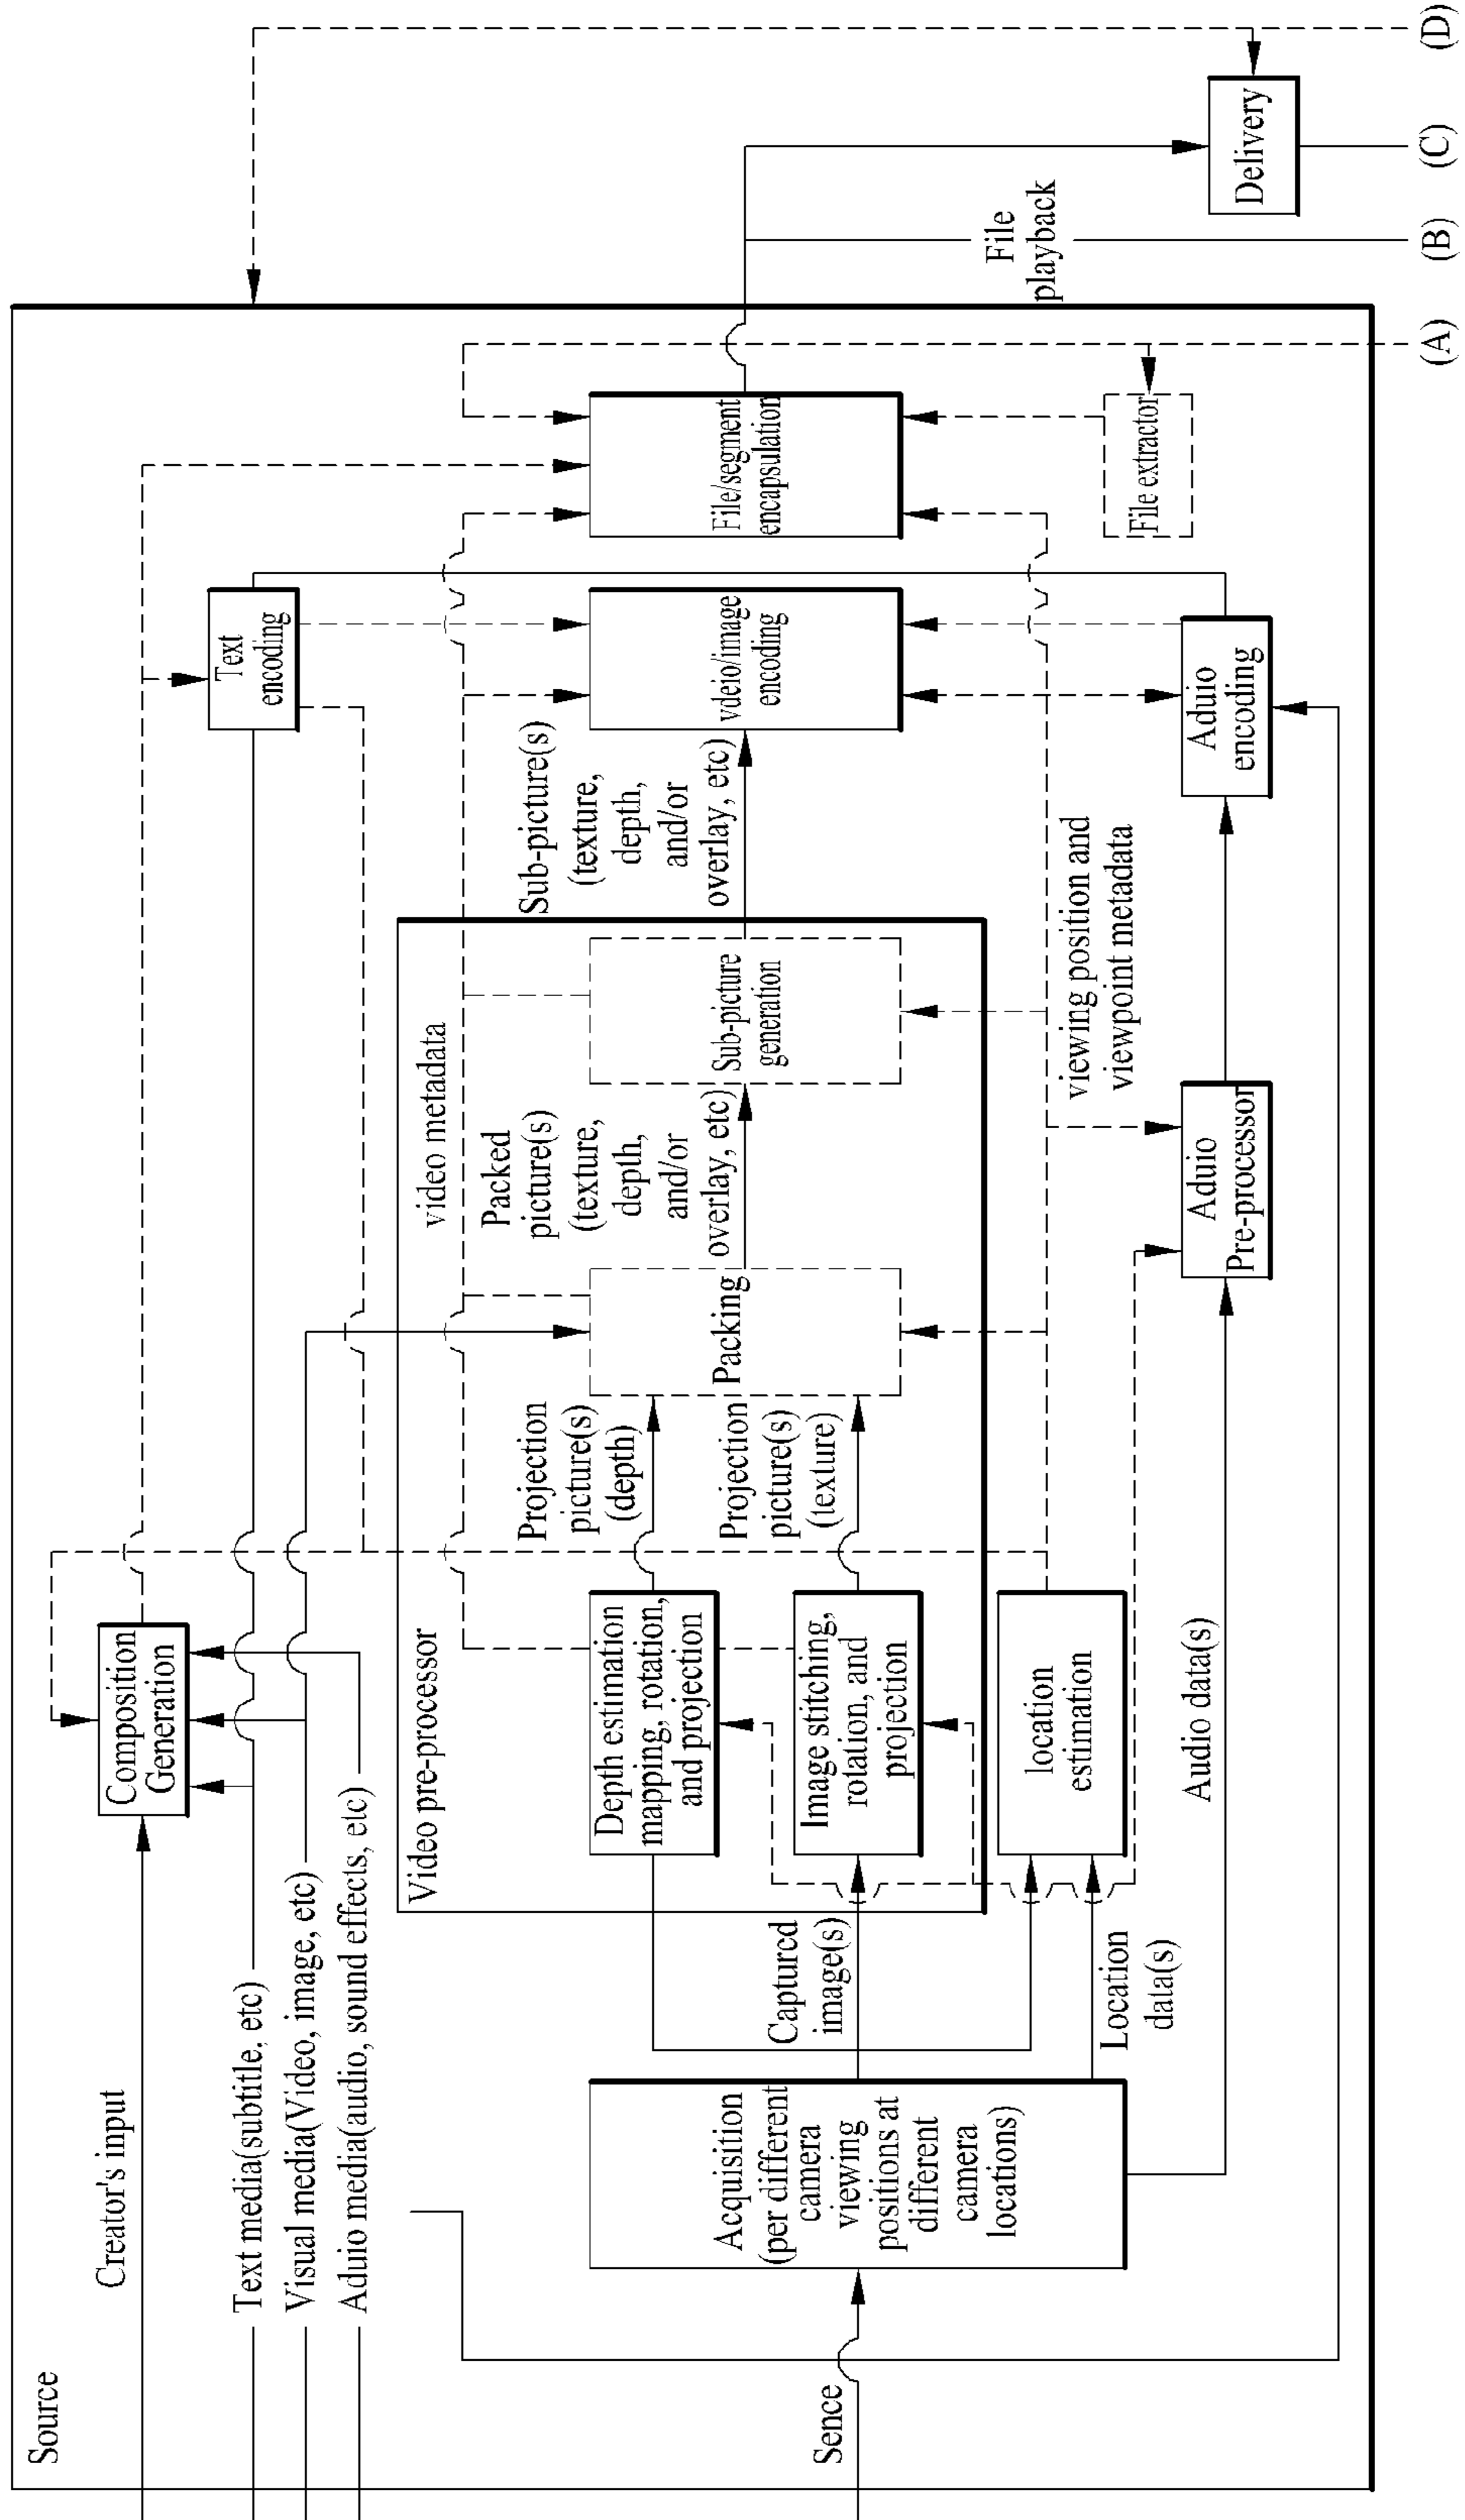 Source
Creator's input
Text media(subtitle, etc)
Visual media(Video, image, etc)
Aduio media(audio, sound effects, etc)
Sence
Composition
Generation
Text
encoding
Video pre-processor
video metadata
Acquisition
(per different
camera
viewing
positions at
different
camera
locations)
Captured
image(s)
Location
data(s)
Audio data(s)
Depth estimation
mapping, rotation,
and projection
Image stitching,
rotation, and
projection
location
estimation
Projection
picture(s)
(depth)
Projection
picture(s)
(texture)
Packing
Packed
picture(s)
(texture,
depth,
and/or
overlay, etc)
Sub-picture
generation
Sub-picture(s)
(texture,
depth,
and/or
overlay, etc)
vdeio/image
encoding
File/segment
encapsulation
viewing position and
viewpoint metadata
Aduio
Pre-processor
Aduio
encoding
File extractor
File
playback
Delivery
(A)
(B)
(C)
(D)